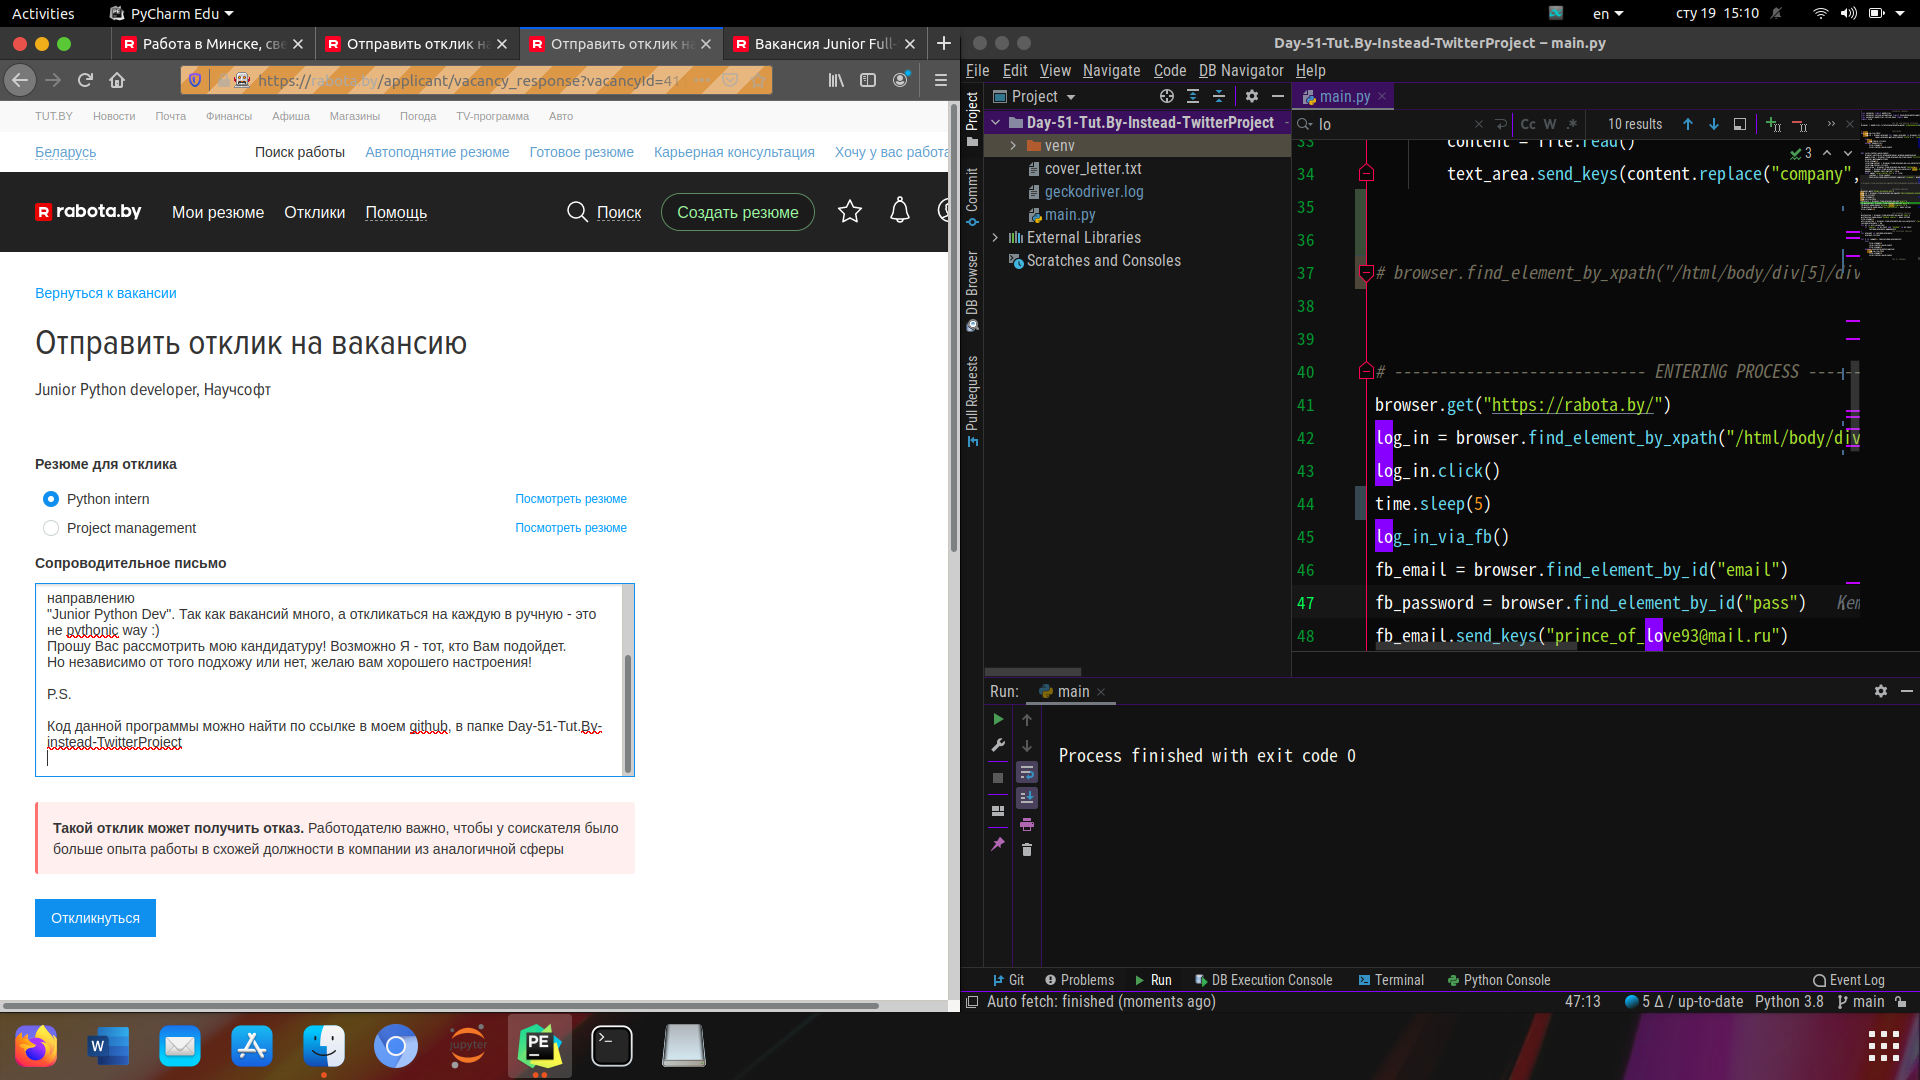 Activities
PyCharm Edu
en
сту 19 15:10
Работа в Минске, све
Отправить отклик на
Отправить отклик на
Вакансия Junior Full-
https://rabota.by/applicant/vacancy_response?vacancyId=41
TUT.BY Новости Почта Финансы Афиша Магазины Погода TV-программа Авто
Беларусь
Поиск работы Автоподнятие резюме Готовое резюме Карьерная консультация Хочу у вас работа
rabota.by Мои резюме Отклики Помощь Поиск Создать резюме
Вернуться к вакансии
Отправить отклик на вакансию
Junior Python developer, Научсофт
Резюме для отклика
Python intern Посмотреть резюме
Project management Посмотреть резюме
Сопроводительное письмо
направлению
"Junior Python Dev". Так как вакансий много, а откликаться на каждую в ручную - это
не pythonic way :)
Прошу Вас рассмотреть мою кандидатуру! Возможно Я - тот, кто Вам подойдет.
Но независимо от того подхожу или нет, желаю вам хорошего настроения!
P.S.
Код данной программы можно найти по ссылке в моем github, в папке Day-51-Tut.By-
instead-TwitterProject
Такой отклик может получить отказ. Работодателю важно, чтобы у соискателя было
больше опыта работы в схожей должности в компании из аналогичной сферы
Откликнуться
Day-51-Tut.By-Instead-TwitterProject – main.py
File Edit View Navigate Code DB Navigator Help
Project
Commit
DB Browser
Pull Requests
Project
Day-51-Tut.By-Instead-TwitterProject -
venv
cover_letter.txt
geckodriver.log
main.py
External Libraries
Scratches and Consoles
main.py
lo Cc W .* 10 results
3
33 content = file.read()
34 text_area.send_keys(content.replace("company",
35
36
37 # browser.find_element_by_xpath("/html/body/div[5]/div
38
39
40 # ---------------------------- ENTERING PROCESS -----
41 browser.get("https://rabota.by/")
42 log_in = browser.find_element_by_xpath("/html/body/div
43 log_in.click()
44 time.sleep(5)
45 log_in_via_fb()
46 fb_email = browser.find_element_by_id("email")
47 fb_password = browser.find_element_by_id("pass") Kem
48 fb_email.send_keys("prince_of_love93@mail.ru")
Run: main
Process finished with exit code 0
Git Problems Run DB Execution Console Terminal Python Console Event Log
Auto fetch: finished (moments ago) 47:13 5 Δ / up-to-date Python 3.8 main
W
jupyter
PE
>_